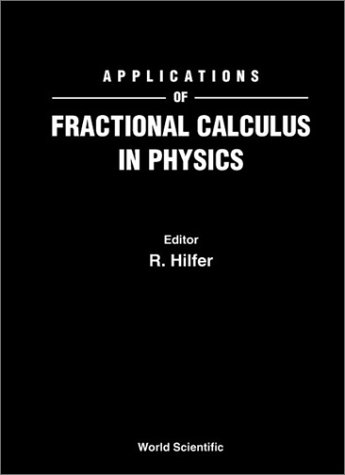 APPLICATIONS
OF
FRACTIONAL CALCULUS
IN PHYSICS
Editor
R. Hilfer
World Scientific